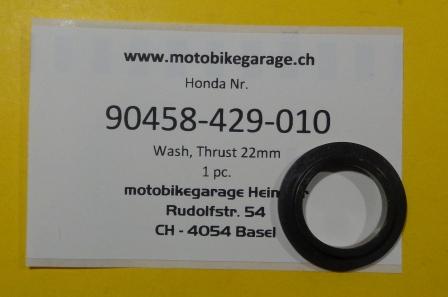 www.motobikegarage.ch
Honda Nr.
90458-429-010
Wash, Thrust 22mm
1 pc.
motobikegarage
Rudolfstr. 54
CH - 4054 Basel